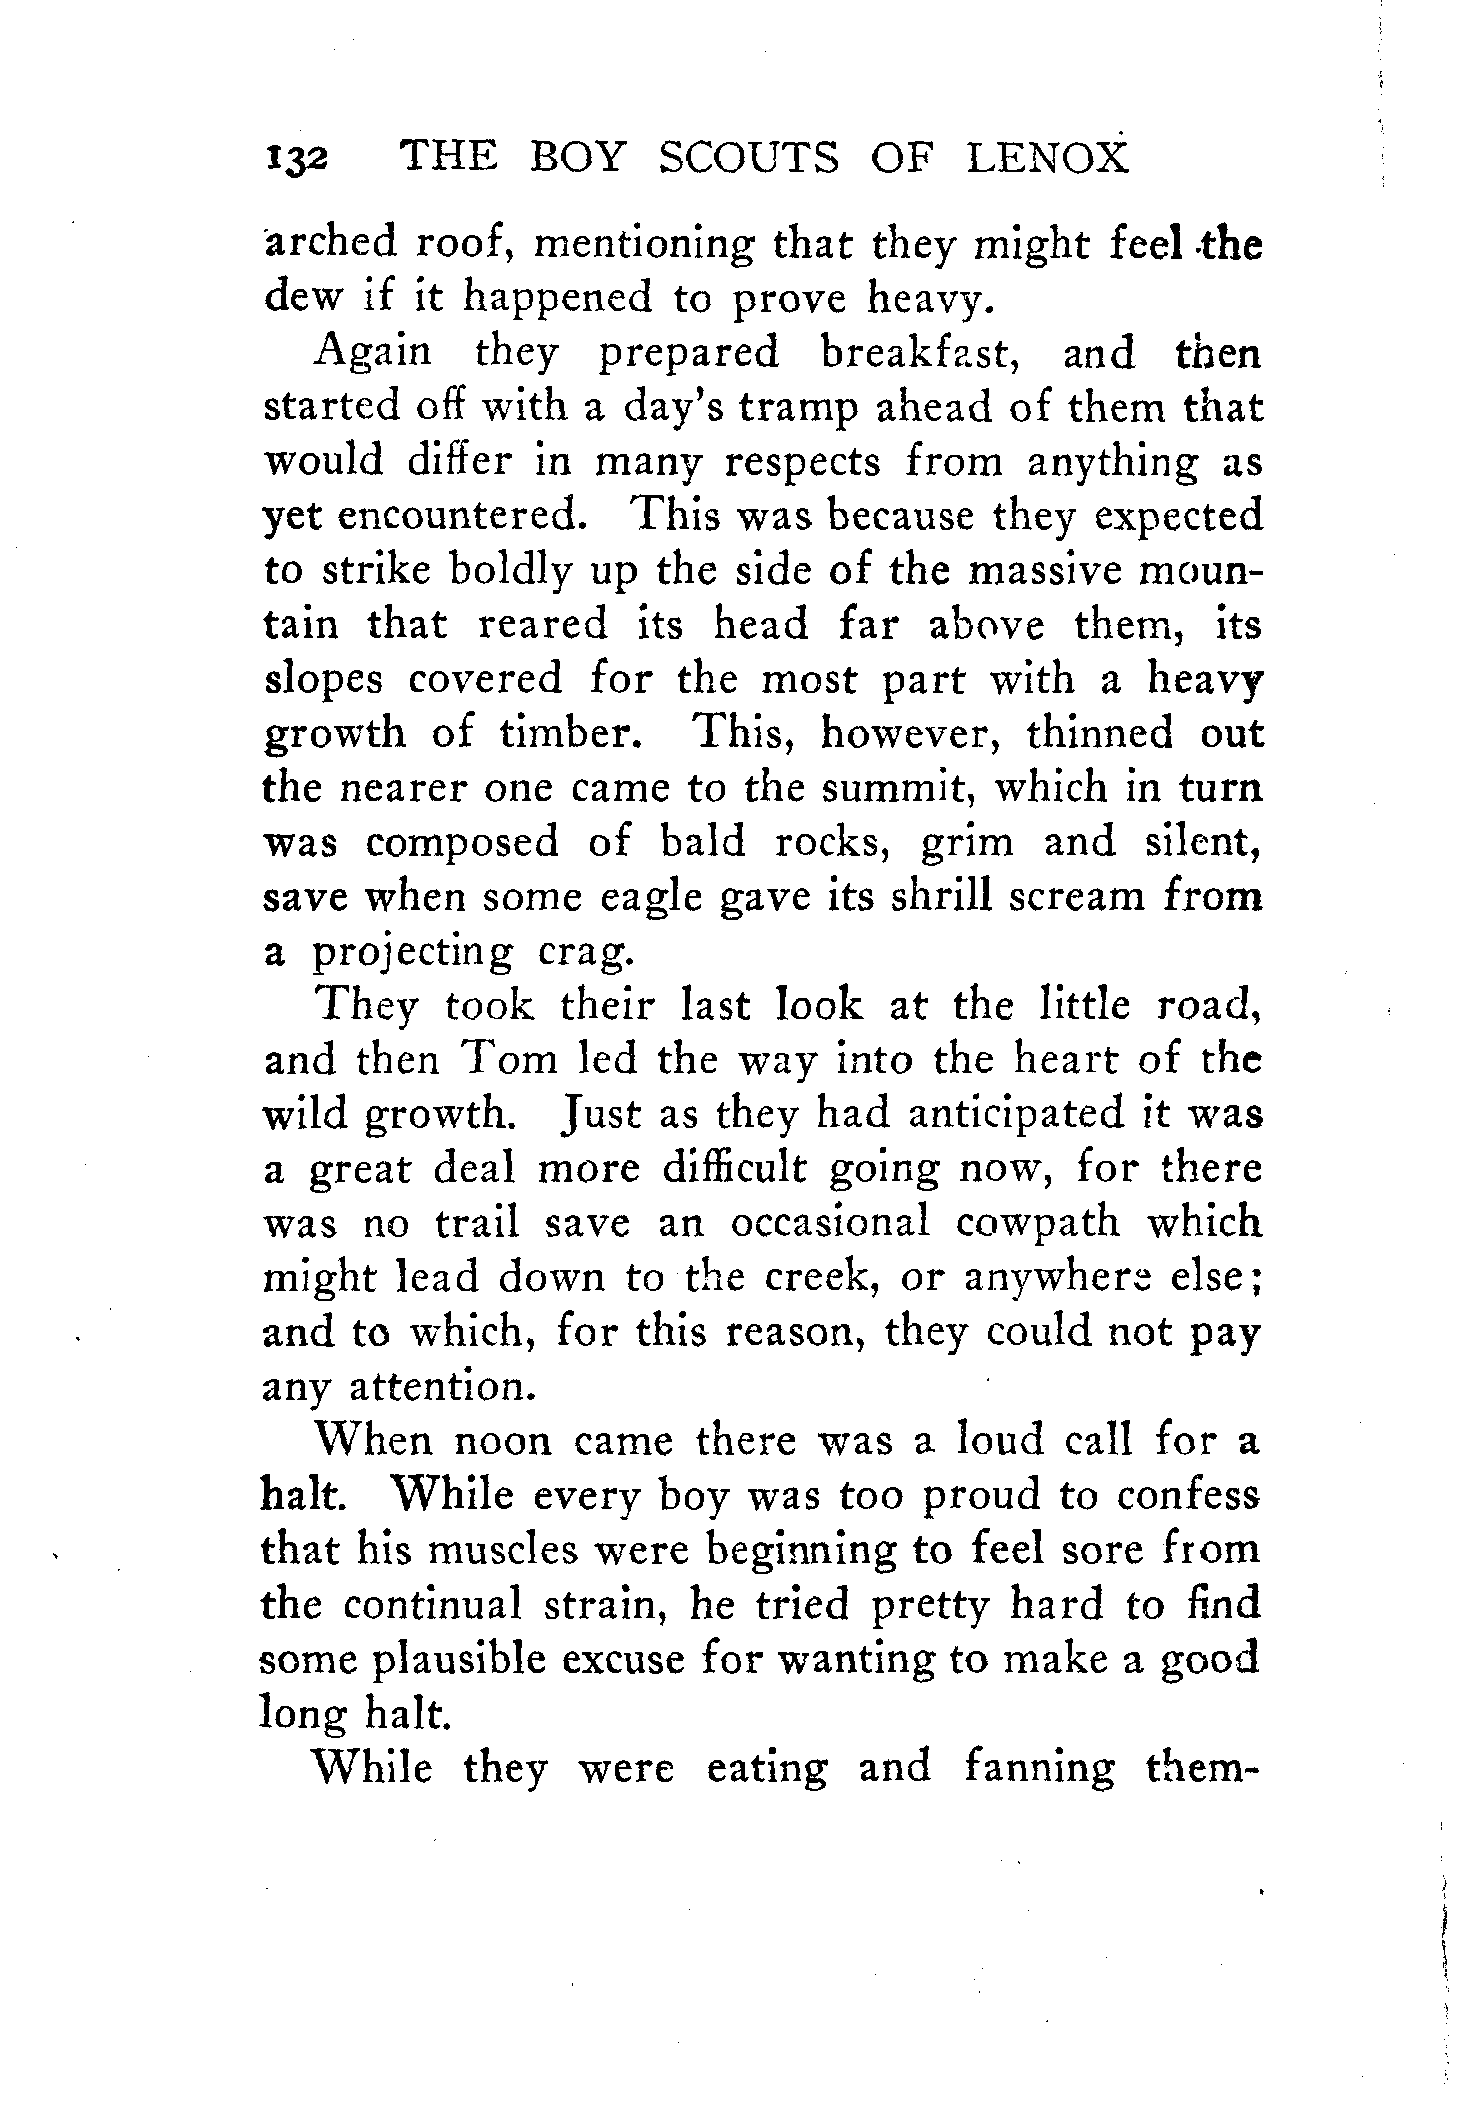 132 THE BOY SCOUTS OF LENOX
arched roof, mentioning that they might feel the
dew if it happened to prove heavy.
Again they prepared breakfast, and then
started off with a day's tramp ahead of them that
would differ in many respects from anything as
yet encountered. This was because they expected
to strike boldly up the side of the massive moun-
tain that reared its head far above them, its
slopes covered for the most part with a heavy
growth of timber. This, however, thinned out
the nearer one came to the summit, which in turn
was composed of bald rocks, grim and silent,
save when some eagle gave its shrill scream from
a projecting crag.
They took their last look at the little road,
and then Tom led the way into the heart of the
wild growth. Just as they had anticipated it was
a great deal more difficult going now, for there
was no trail save an occasional cowpath which
might lead down to the creek, or anywhere else;
and to which, for this reason, they could not pay
any attention.
When noon came there was a loud call for a
halt. While every boy was too proud to confess
that his muscles were beginning to feel sore from
the continual strain, he tried pretty hard to find
some plausible excuse for wanting to make a good
long halt.
While they were eating and fanning them-